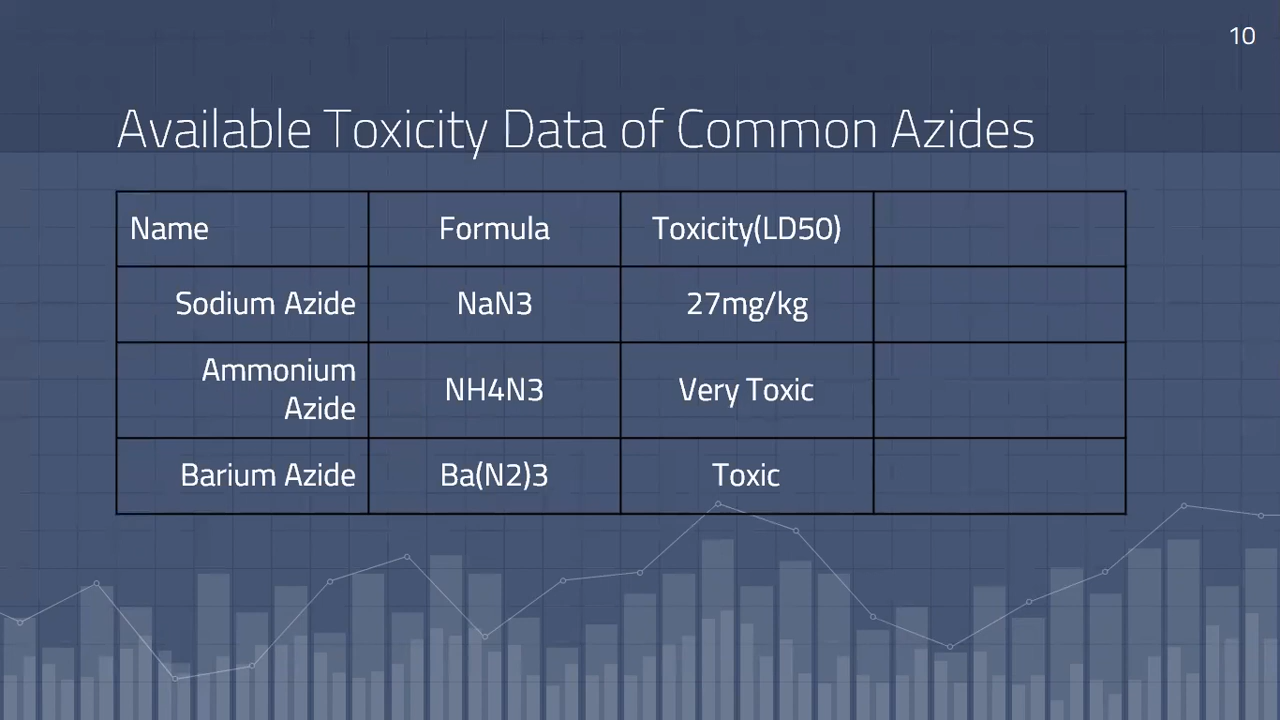 10
Available Toxicity Data of Common Azides
Name Formula Toxicity(LD50)
Sodium Azide NaN3 27mg/kg
Ammonium
Azide NH4N3 Very Toxic
Barium Azide Ba(N2)3 Toxic